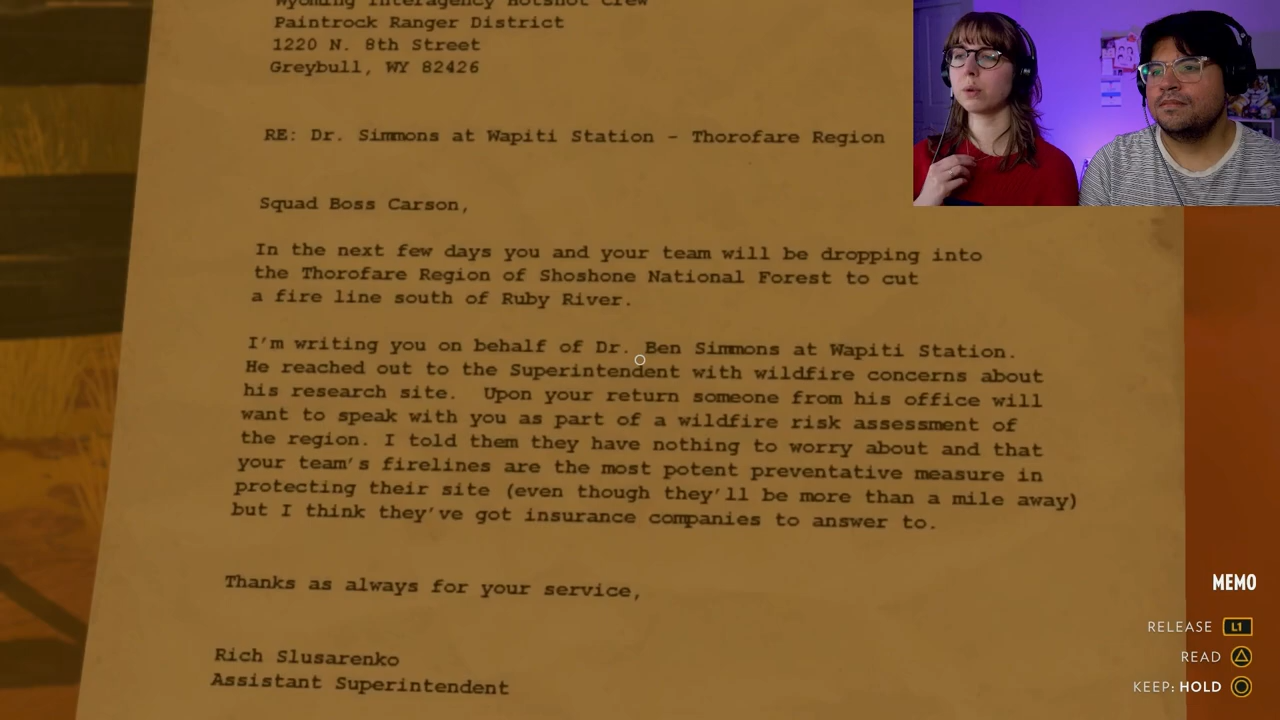 Wyoming Interagency Hotshot Crew
Paintrock Ranger District
1220 N. 8th Street
Greybull, WY 82426
RE: Dr. Simmons at Wapiti Station - Thorofare Region
Squad Boss Carson,
In the next few days you and your team will be dropping into
the Thorofare Region of Shoshone National Forest to cut
a fire line south of Ruby River.
I'm writing you on behalf of Dr. Ben Simmons at Wapiti Station.
He reached out to the Superintendent with wildfire concerns about
his research site. Upon your return someone from his office will
want to speak with you as part of a wildfire risk assessment of
the region. I told them they have nothing to worry about and that
your team's firelines are the most potent preventative measure in
protecting their site (even though they'll be more than a mile away)
but I think they've got insurance companies to answer to.
Thanks as always for your service,
Rich Slusarenko
Assistant Superintendent
MEMO
RELEASE L1
READ
KEEP: HOLD